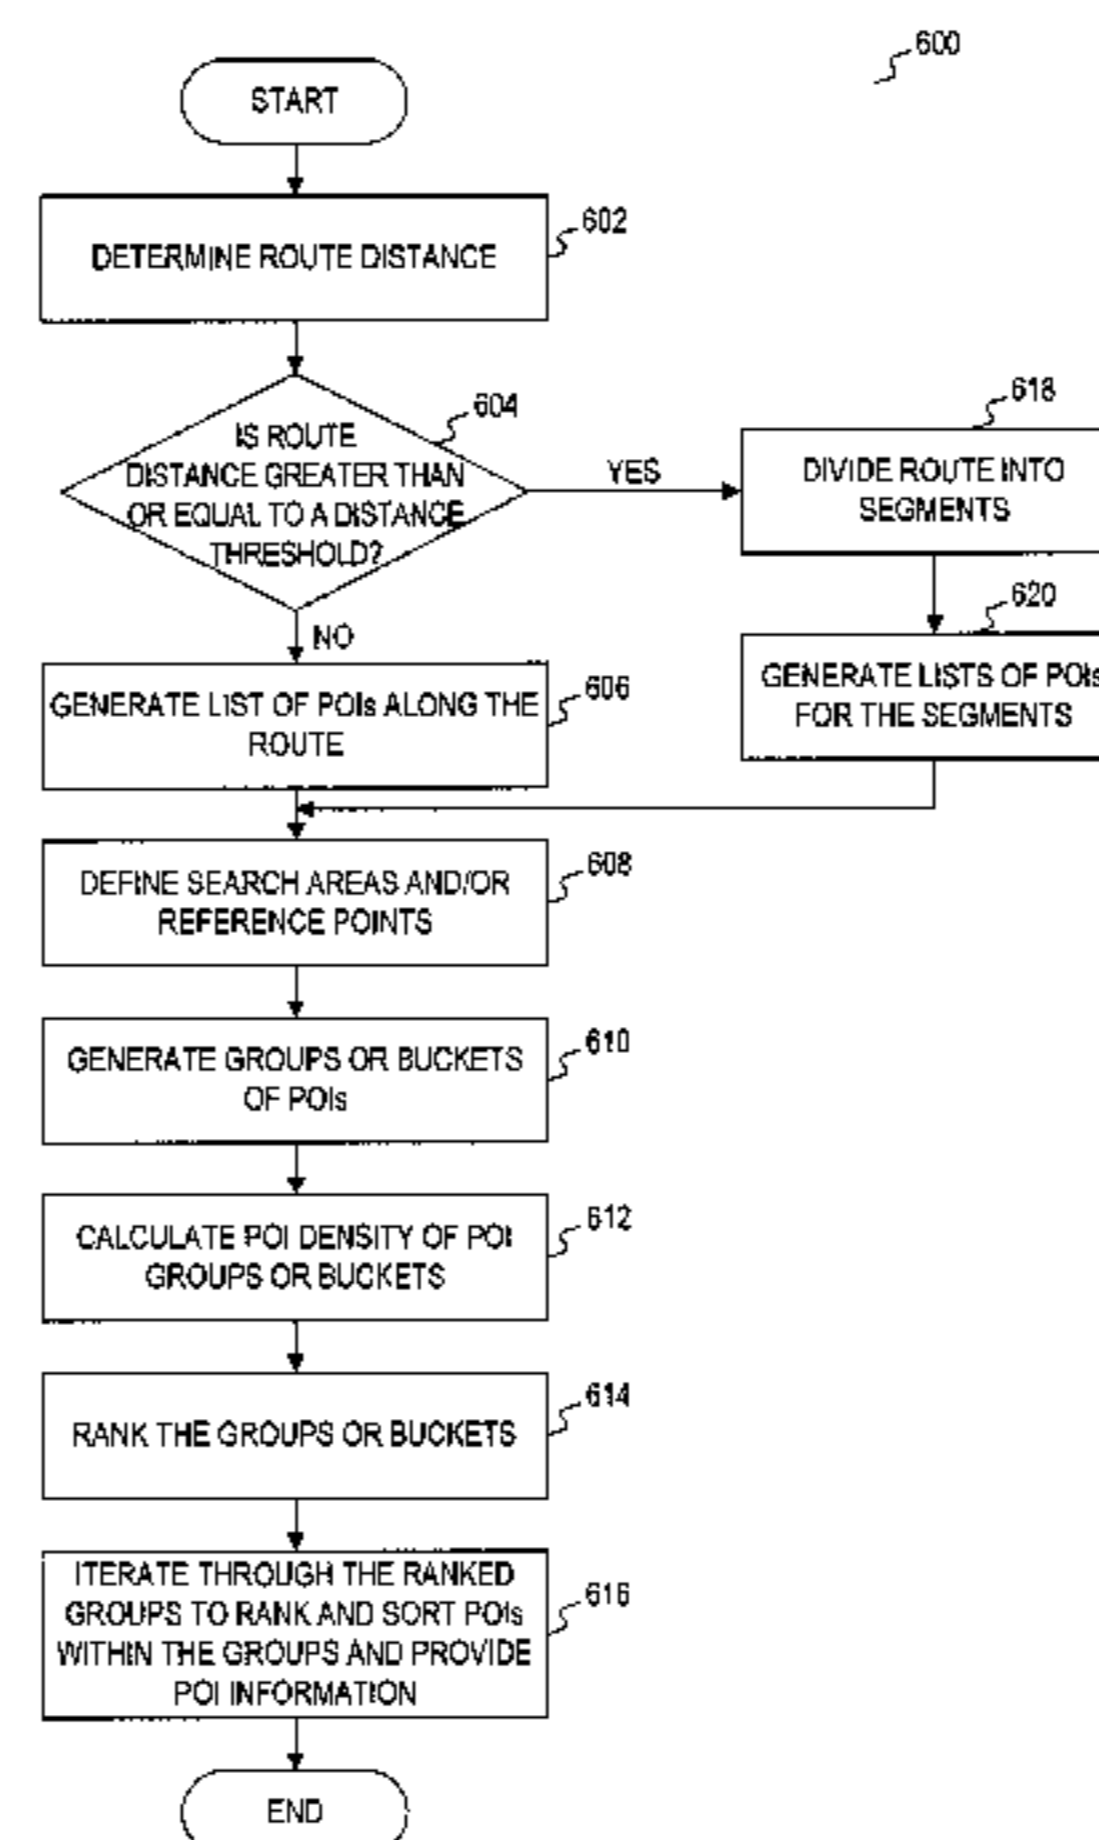 600
START
602
DETERMINE ROUTE DISTANCE
604
IS ROUTE
DISTANCE GREATER THAN
OR EQUAL TO A DISTANCE
THRESHOLD?
YES
618
DIVIDE ROUTE INTO
SEGMENTS
NO
620
GENERATE LISTS OF POIs
FOR THE SEGMENTS
606
GENERATE LIST OF POIs ALONG THE
ROUTE
608
DEFINE SEARCH AREAS AND/OR
REFERENCE POINTS
610
GENERATE GROUPS OR BUCKETS
OF POIs
612
CALCULATE POI DENSITY OF POI
GROUPS OR BUCKETS
614
RANK THE GROUPS OR BUCKETS
616
ITERATE THROUGH THE RANKED
GROUPS TO RANK AND SORT POIs
WITHIN THE GROUPS AND PROVIDE
POI INFORMATION
END